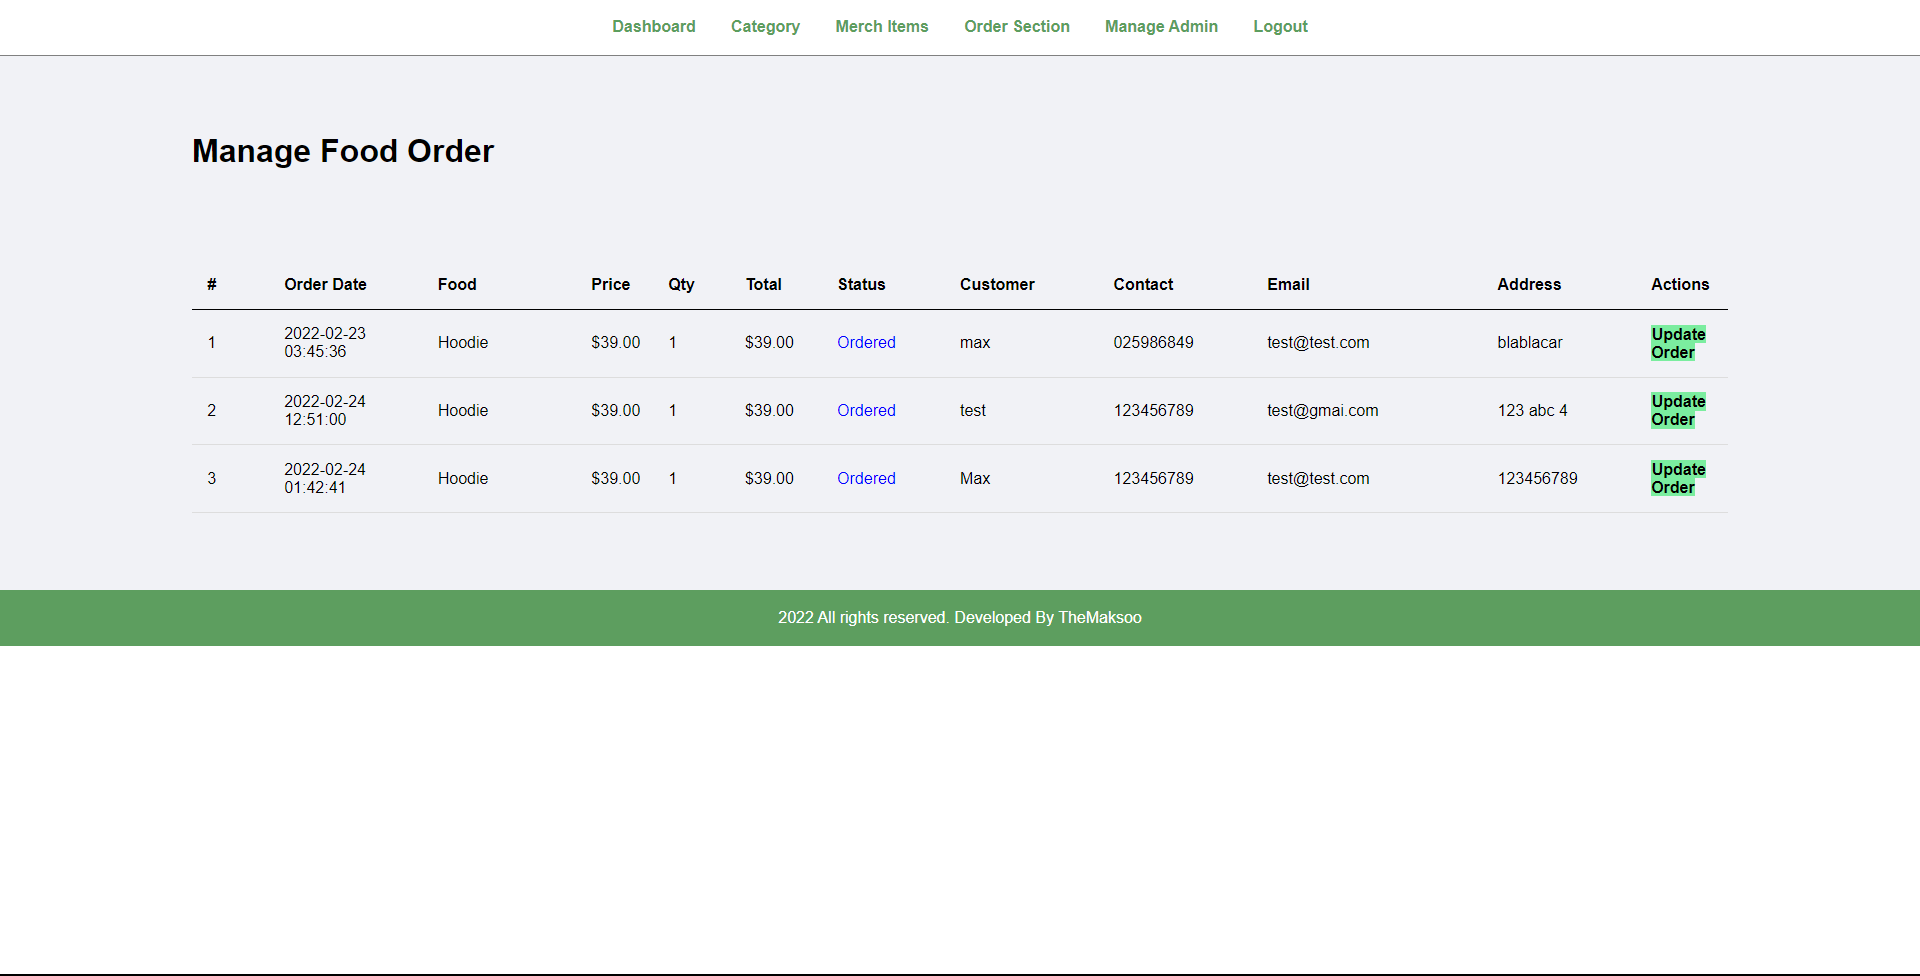 Dashboard Category Merch Items Order Section Manage Admin Logout
Manage Food Order
# Order Date Food Price Qty Total Status Customer Contact Email Address Actions
1 2022-02-23 03:45:36 Hoodie $39.00 1 $39.00 Ordered max 025986849 test@test.com blablacar Update Order
2 2022-02-24 12:51:00 Hoodie $39.00 1 $39.00 Ordered test 123456789 test@gmai.com 123 abc 4 Update Order
3 2022-02-24 01:42:41 Hoodie $39.00 1 $39.00 Ordered Max 123456789 test@test.com 123456789 Update Order
2022 All rights reserved. Developed By TheMaksoo